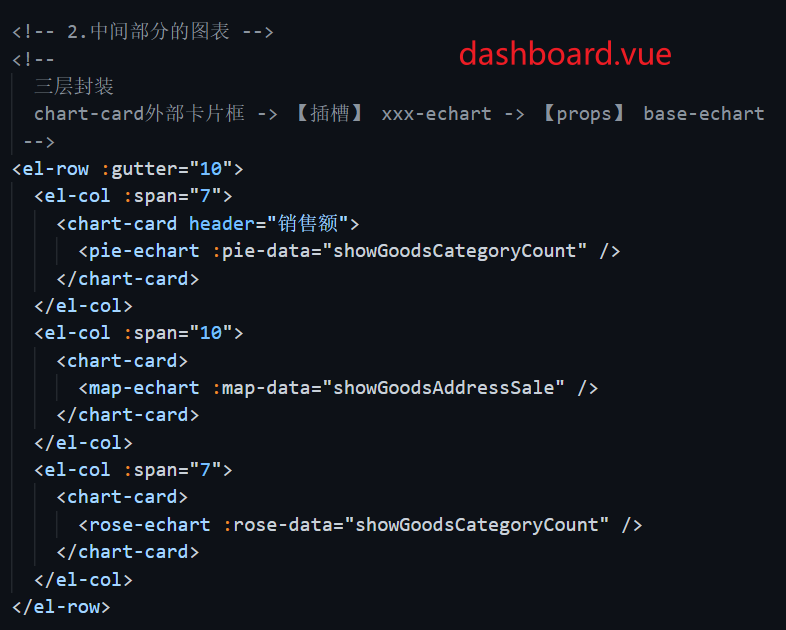 <!-- 2.中间部分的图表 -->
dashboard.vue
<!--
三层封装
chart-card外部卡片框 -> 【插槽】 xxx-echart -> 【props】 base-echart
-->
<el-row :gutter="10">
<el-col :span="7">
<chart-card header="销售额">
<pie-echart :pie-data="showGoodsCategoryCount" />
</chart-card>
</el-col>
<el-col :span="10">
<chart-card>
<map-echart :map-data="showGoodsAddressSale" />
</chart-card>
</el-col>
<el-col :span="7">
<chart-card>
<rose-echart :rose-data="showGoodsCategoryCount" />
</chart-card>
</el-col>
</el-row>